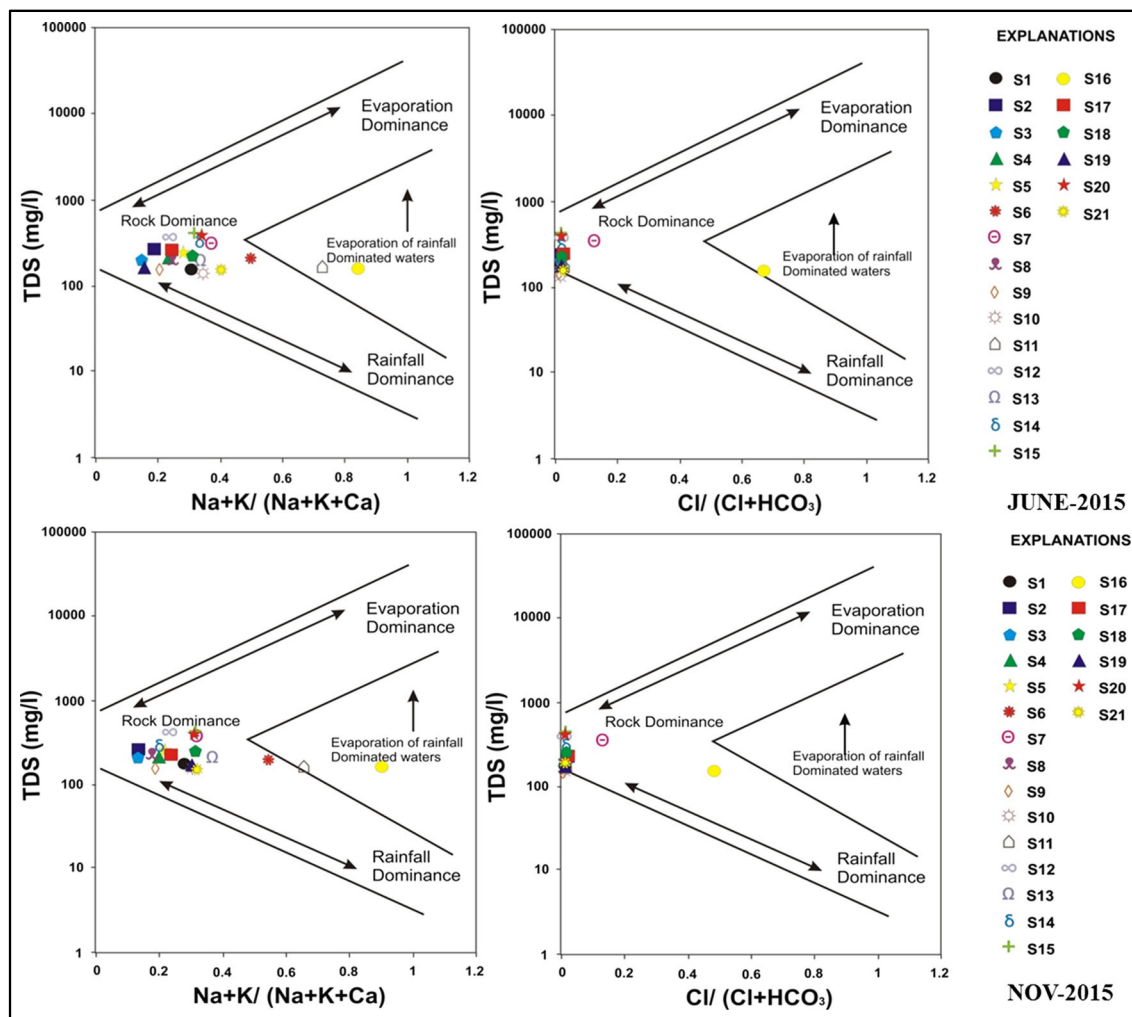 EXPLANATIONS
100000
10000
1000
100
10
1
TDS (mg/l)
Evaporation
Dominance
Rock Dominance
Evaporation of rainfall
Dominated waters
Rainfall
Dominance
0 0.2 0.4 0.6 0.8 1 1.2
Na+K/ (Na+K+Ca)
100000
10000
1000
100
10
1
TDS (mg/l)
Evaporation
Dominance
Rock Dominance
Evaporation of rainfall
Dominated waters
Rainfall
Dominance
0 0.2 0.4 0.6 0.8 1 1.2
Cl/ (Cl+HCO₃)
S1 S16
S2 S17
S3 S18
S4 S19
S5 S20
S6 S21
S7
S8
S9
S10
S11
S12
S13
S14
S15
JUNE-2015
EXPLANATIONS
100000
10000
1000
100
10
1
TDS (mg/l)
Evaporation
Dominance
Rock Dominance
Evaporation of rainfall
Dominated waters
Rainfall
Dominance
0 0.2 0.4 0.6 0.8 1 1.2
Na+K/ (Na+K+Ca)
100000
10000
1000
100
10
1
TDS (mg/l)
Evaporation
Dominance
Rock Dominance
Evaporation of rainfall
Dominated waters
Rainfall
Dominance
0 0.2 0.4 0.6 0.8 1 1.2
Cl/ (Cl+HCO₃)
S1 S16
S2 S17
S3 S18
S4 S19
S5 S20
S6 S21
S7
S8
S9
S10
S11
S12
S13
S14
S15
NOV-2015